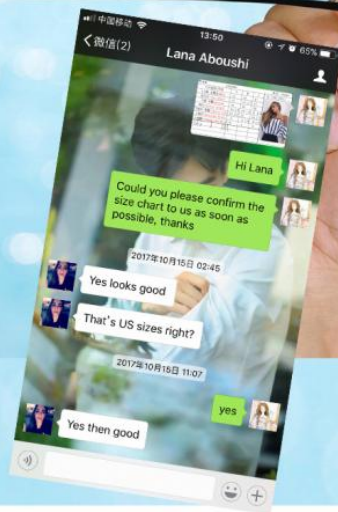 中国移动
13:50
65%
微信(2)
Lana Aboushi
Hi Lana
Could you please confirm the
size chart to us as soon as
possible, thanks
2017年10月15日 02:45
Yes looks good
That's US sizes right?
2017年10月15日 11:07
yes
Yes then good